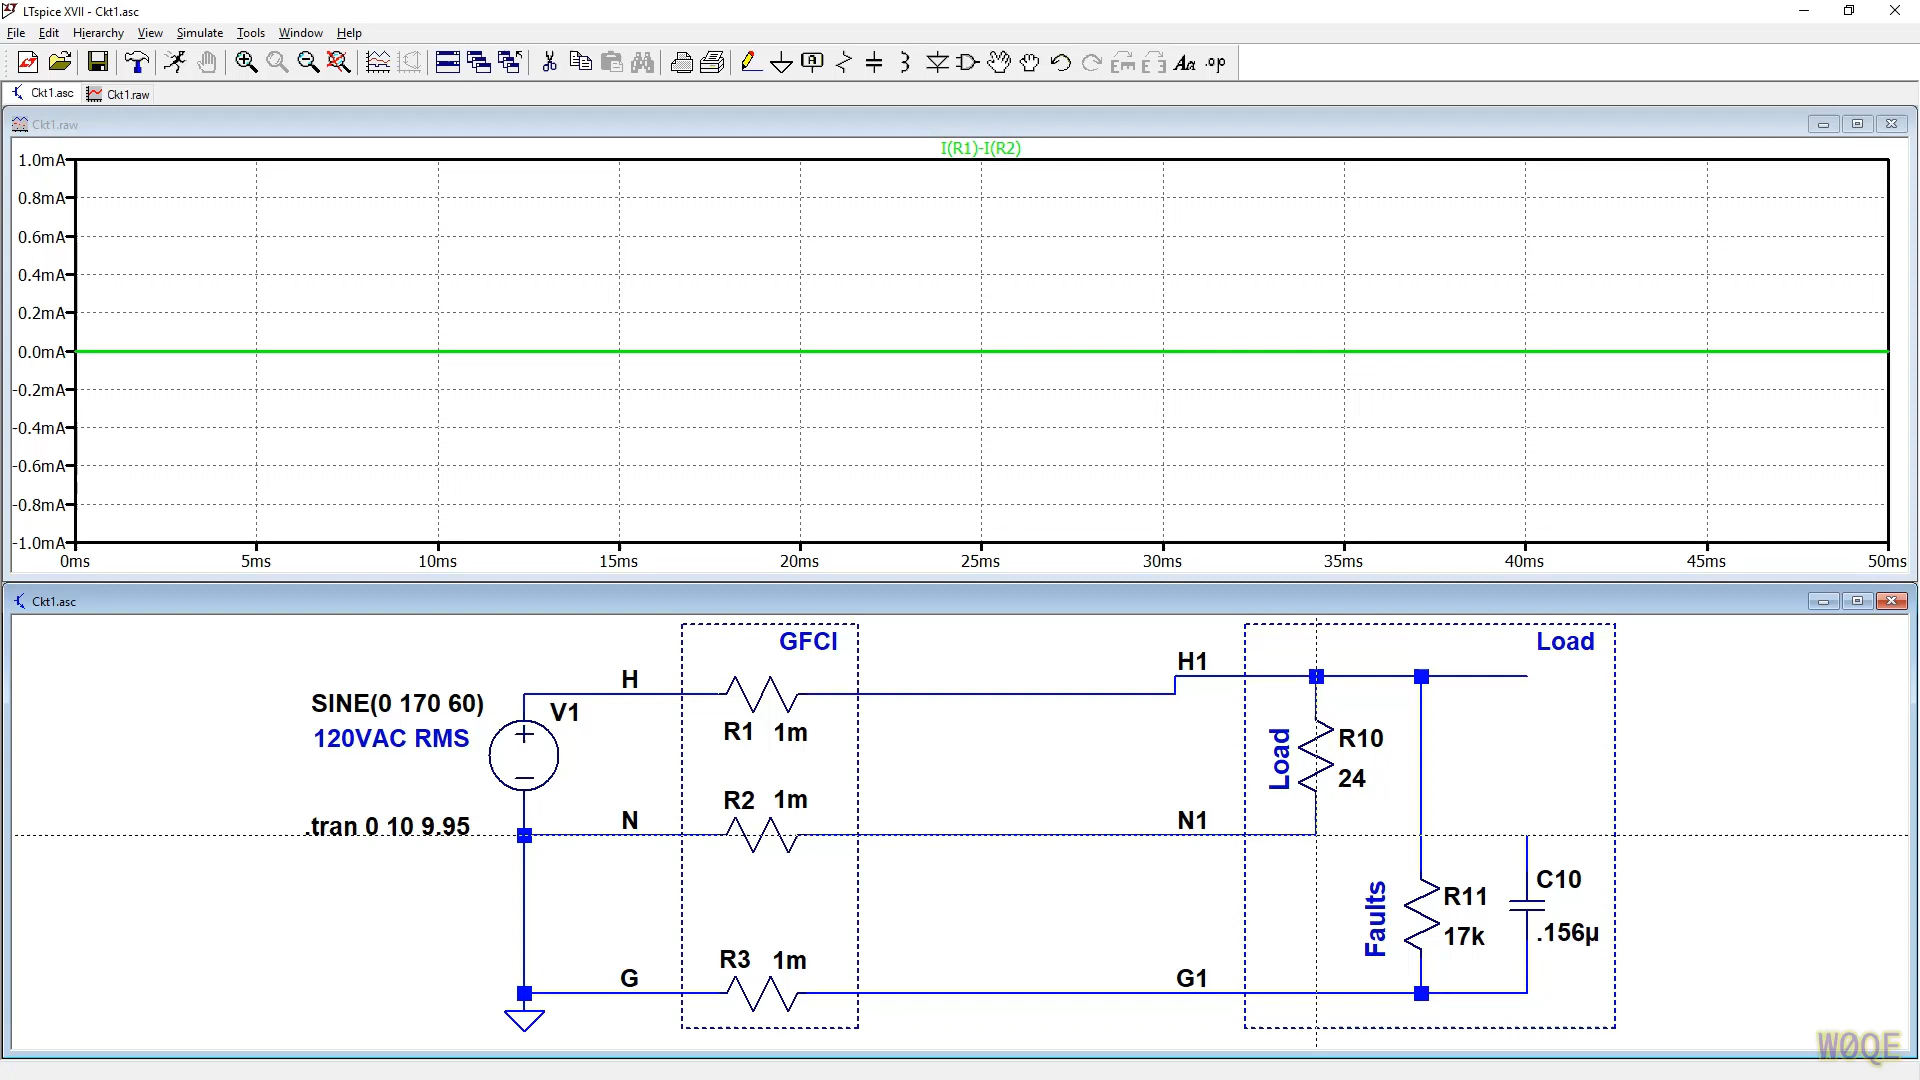 LTspice XVII - Ckt1.asc
File Edit Hierarchy View Simulate Tools Window Help
Ckt1.asc Ckt1.raw
Ckt1.raw
I(R1)-I(R2)
1.0mA
0.8mA
0.6mA
0.4mA
0.2mA
0.0mA
-0.2mA
-0.4mA
-0.6mA
-0.8mA
-1.0mA
0ms 5ms 10ms 15ms 20ms 25ms 30ms 35ms 40ms 45ms 50ms
Ckt1.asc
GFCI
Load
H
H1
SINE(0 170 60)
V1
120VAC RMS
R1 1m
Load
R10
24
R2 1m
N
N1
.tran 0 10 9.95
C10
Faults
R11
.156µ
17k
R3 1m
G
G1
W0QE